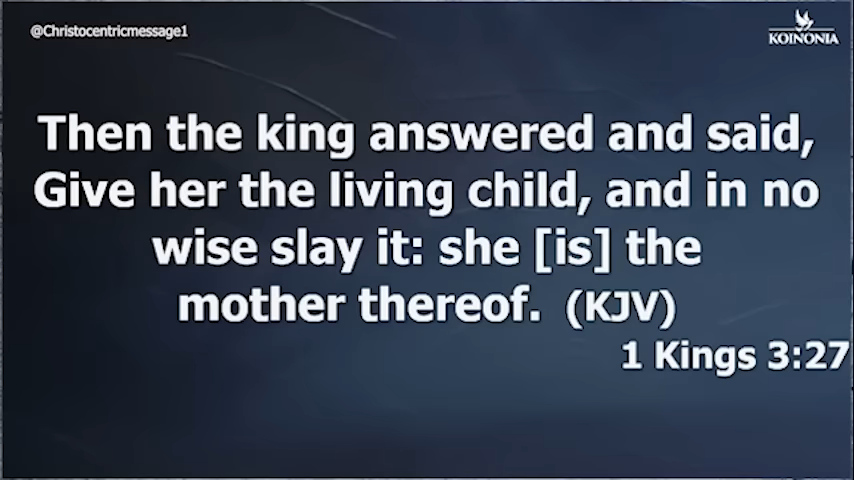 @Christocentricmessage1
KOINONIA
Then the king answered and said,
Give her the living child, and in no
wise slay it: she [is] the
mother thereof. (KJV)
1 Kings 3:27